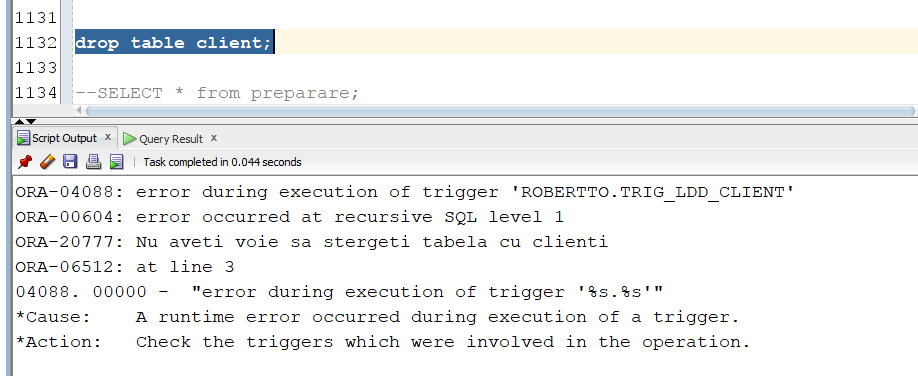 1131
1132 drop table client;
1133
1134 --SELECT * from preparare;
Script Output x Query Result x
Task completed in 0.044 seconds
ORA-04088: error during execution of trigger 'ROBERTTO.TRIG_LDD_CLIENT'
ORA-00604: error occurred at recursive SQL level 1
ORA-20777: Nu aveti voie sa stergeti tabela cu clienti
ORA-06512: at line 3
04088. 00000 -  "error during execution of trigger '%s.%s'"
*Cause:    A runtime error occurred during execution of a trigger.
*Action:   Check the triggers which were involved in the operation.